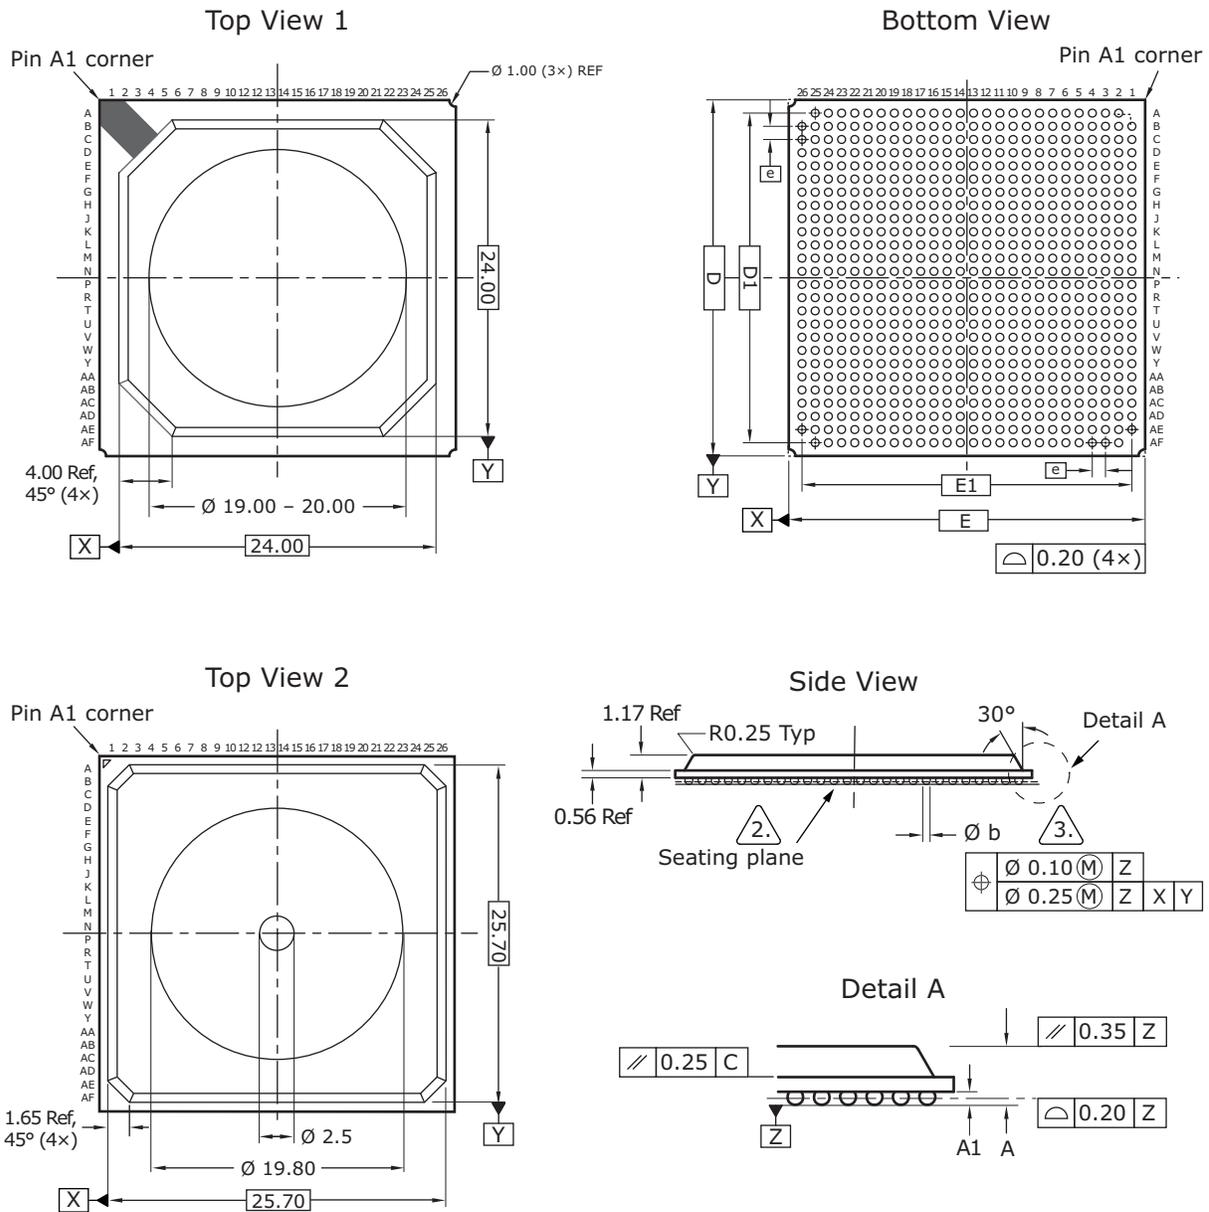 Top View 1
Pin A1 corner
Ø 1.00 (3×) REF
1 2 3 4 5 6 7 8 9 10 11 12 13 14 15 16 17 18 19 20 21 22 23 24 25 26
A
B
C
D
E
F
G
H
J
K
L
M
N
P
R
T
U
V
W
Y
AA
AB
AC
AD
AE
AF
24.00
Y
4.00 Ref,
45° (4×)
Ø 19.00 – 20.00
X
24.00
Bottom View
Pin A1 corner
26 25 24 23 22 21 20 19 18 17 16 15 14 13 12 11 10 9 8 7 6 5 4 3 2 1
A
B
C
D
E
F
G
H
J
K
L
M
N
P
R
T
U
V
W
Y
AA
AB
AC
AD
AE
AF
e
D
D1
Y
e
E1
X
E
0.20 (4×)
Top View 2
Pin A1 corner
1 2 3 4 5 6 7 8 9 10 11 12 13 14 15 16 17 18 19 20 21 22 23 24 25 26
A
B
C
D
E
F
G
H
J
K
L
M
N
P
R
T
U
V
W
Y
AA
AB
AC
AD
AE
AF
25.70
1.65 Ref,
45° (4×)
Y
Ø 2.5
Ø 19.80
X
25.70
Side View
1.17 Ref
R0.25 Typ
30°
Detail A
0.56 Ref
2.
Seating plane
Ø b
3.
Ø 0.10 Ⓜ Z
Ø 0.25 Ⓜ Z X Y
Detail A
0.35 Z
0.25 C
0.20 Z
Z
A1
A